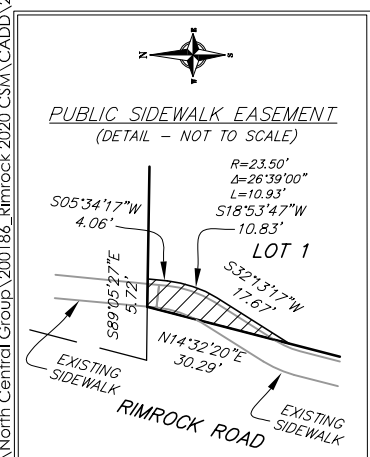 \North Central Group\200186_Rimrock 2020 CSM\CADD\2
N
E
S
W
PUBLIC SIDEWALK EASEMENT
(DETAIL – NOT TO SCALE)
R=23.50'
Δ=26°39'00"
L=10.93'
S18°53'47"W
10.83'
S05°34'17"W
4.06'
LOT 1
S32°13'17"W
17.67'
S89°05'27"E
5.72'
N14°32'20"E
30.29'
EXISTING
SIDEWALK
RIMROCK ROAD
EXISTING
SIDEWALK